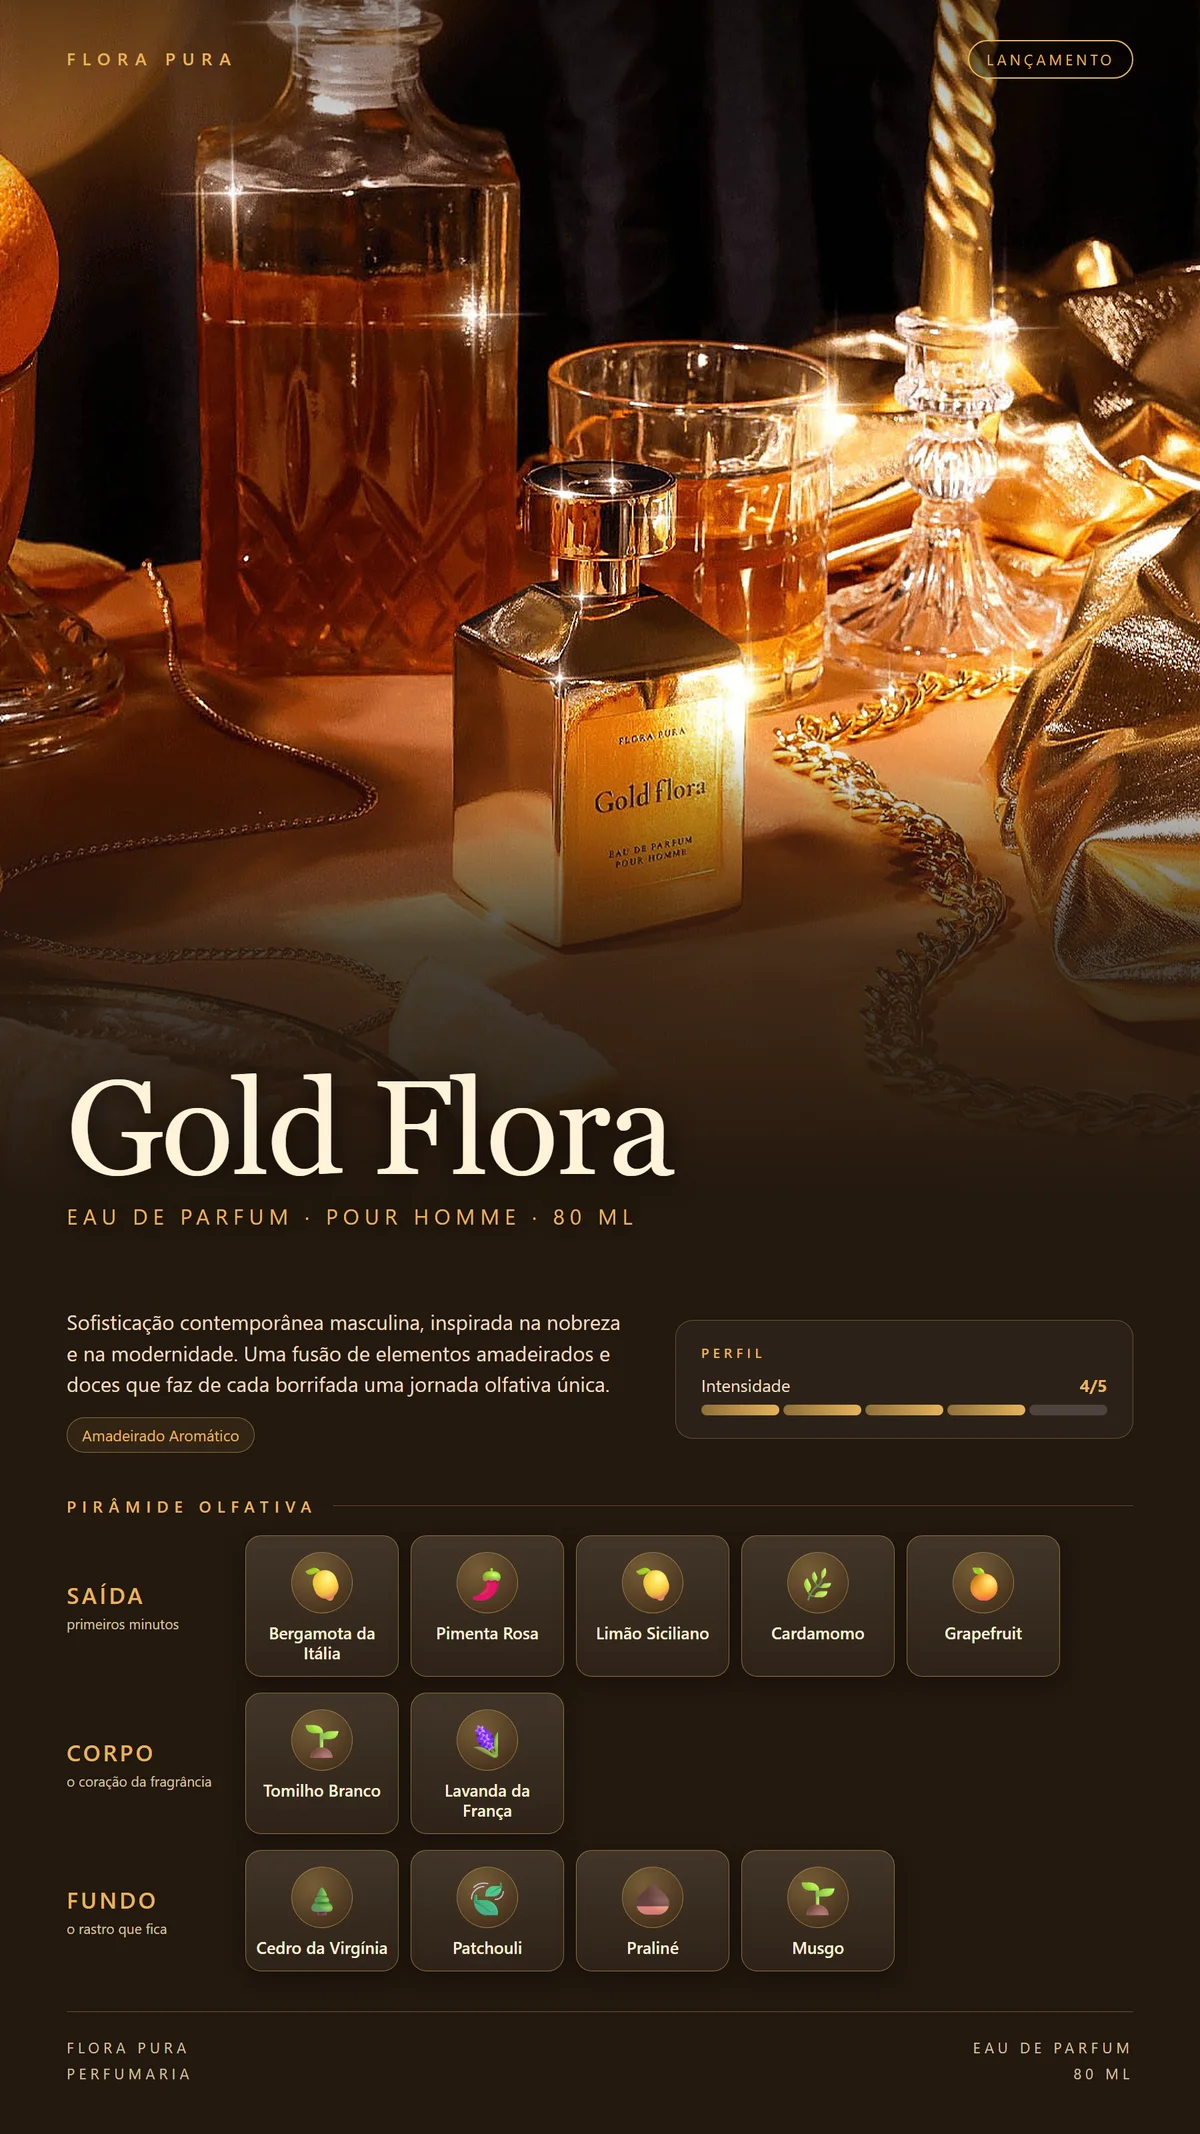 FLORA PURA
LANÇAMENTO
FLORA PURA
Gold flora
EAU DE PARFUM
POUR HOMME
Gold Flora
EAU DE PARFUM · POUR HOMME · 80 ML
Sofisticação contemporânea masculina, inspirada na nobreza
e na modernidade. Uma fusão de elementos amadeirados e
doces que faz de cada borrifada uma jornada olfativa única.
Amadeirado Aromático
PERFIL
Intensidade 4/5
PIRÂMIDE OLFATIVA
SAÍDA
primeiros minutos
Bergamota da
Itália
Pimenta Rosa
Limão Siciliano
Cardamomo
Grapefruit
CORPO
o coração da fragrância
Tomilho Branco
Lavanda da
França
FUNDO
o rastro que fica
Cedro da Virgínia
Patchouli
Praliné
Musgo
FLORA PURA
PERFUMARIA
EAU DE PARFUM
80 ML